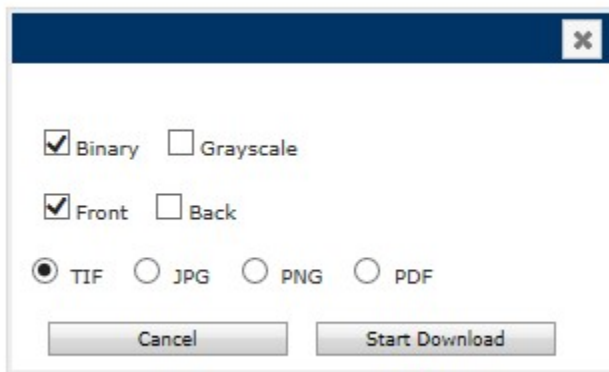 Binary Grayscale
Front Back
TIF JPG PNG PDF
Cancel Start Download